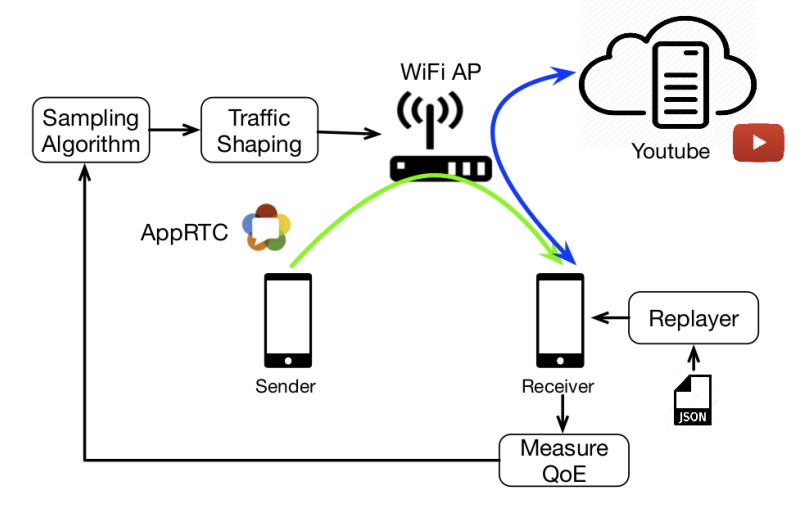 WiFi AP
Sampling
Algorithm
Traffic
Shaping
Youtube
AppRTC
Sender
Receiver
Replayer
JSON
Measure
QoE